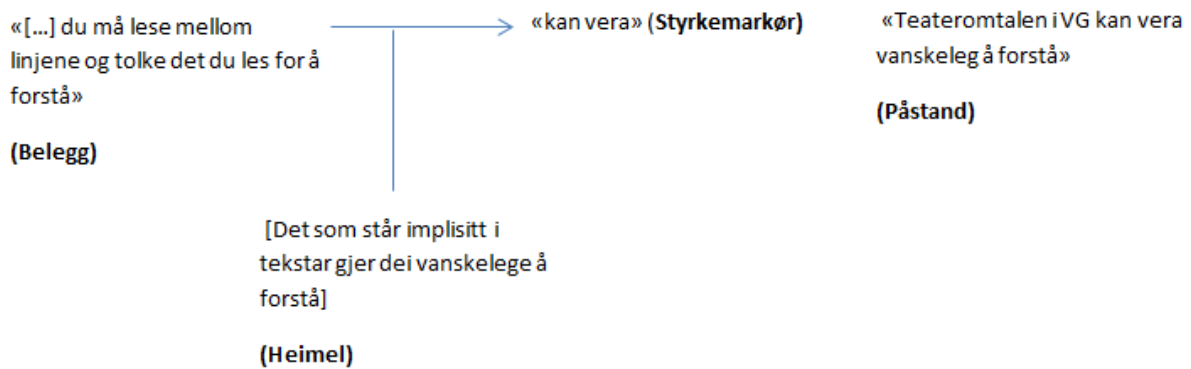 «[...] du må lese mellom
linjene og tolke det du les for å
forstå»
(Belegg)
«kan vera» (Styrkemarkør)
«Teateromtalen i VG kan vera
vanskeleg å forstå»
(Påstand)
[Det som står implisitt i
tekstar gjer dei vanskelege å
forstå]
(Heimel)